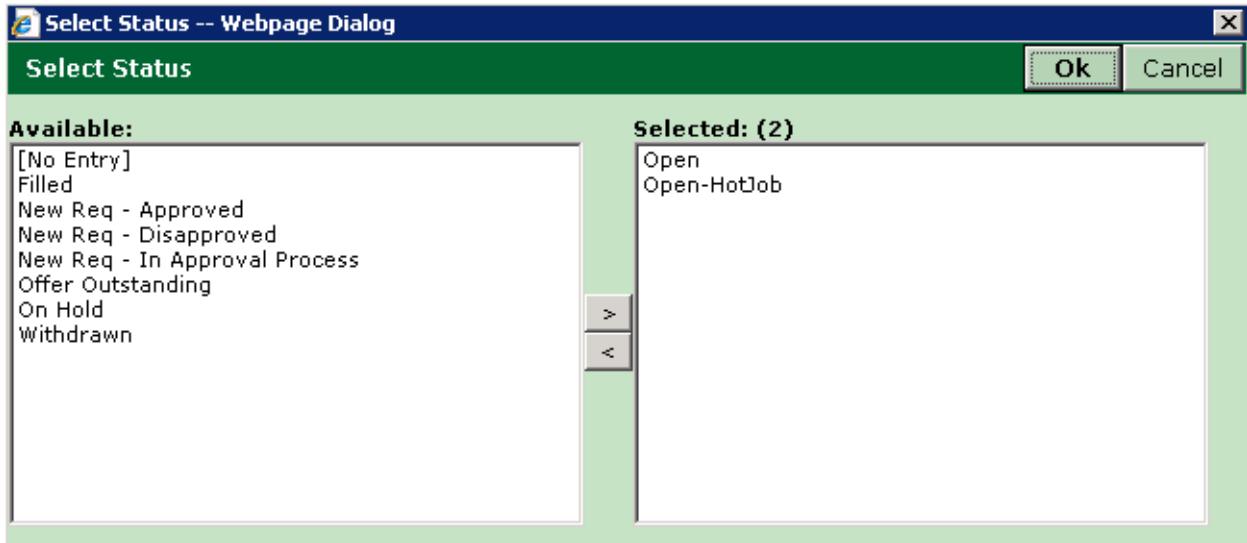 Select Status -- Webpage Dialog
Select Status
Ok
Cancel
Available:
[No Entry]
Filled
New Req - Approved
New Req - Disapproved
New Req - In Approval Process
Offer Outstanding
On Hold
Withdrawn
>
<
Selected: (2)
Open
Open-HotJob